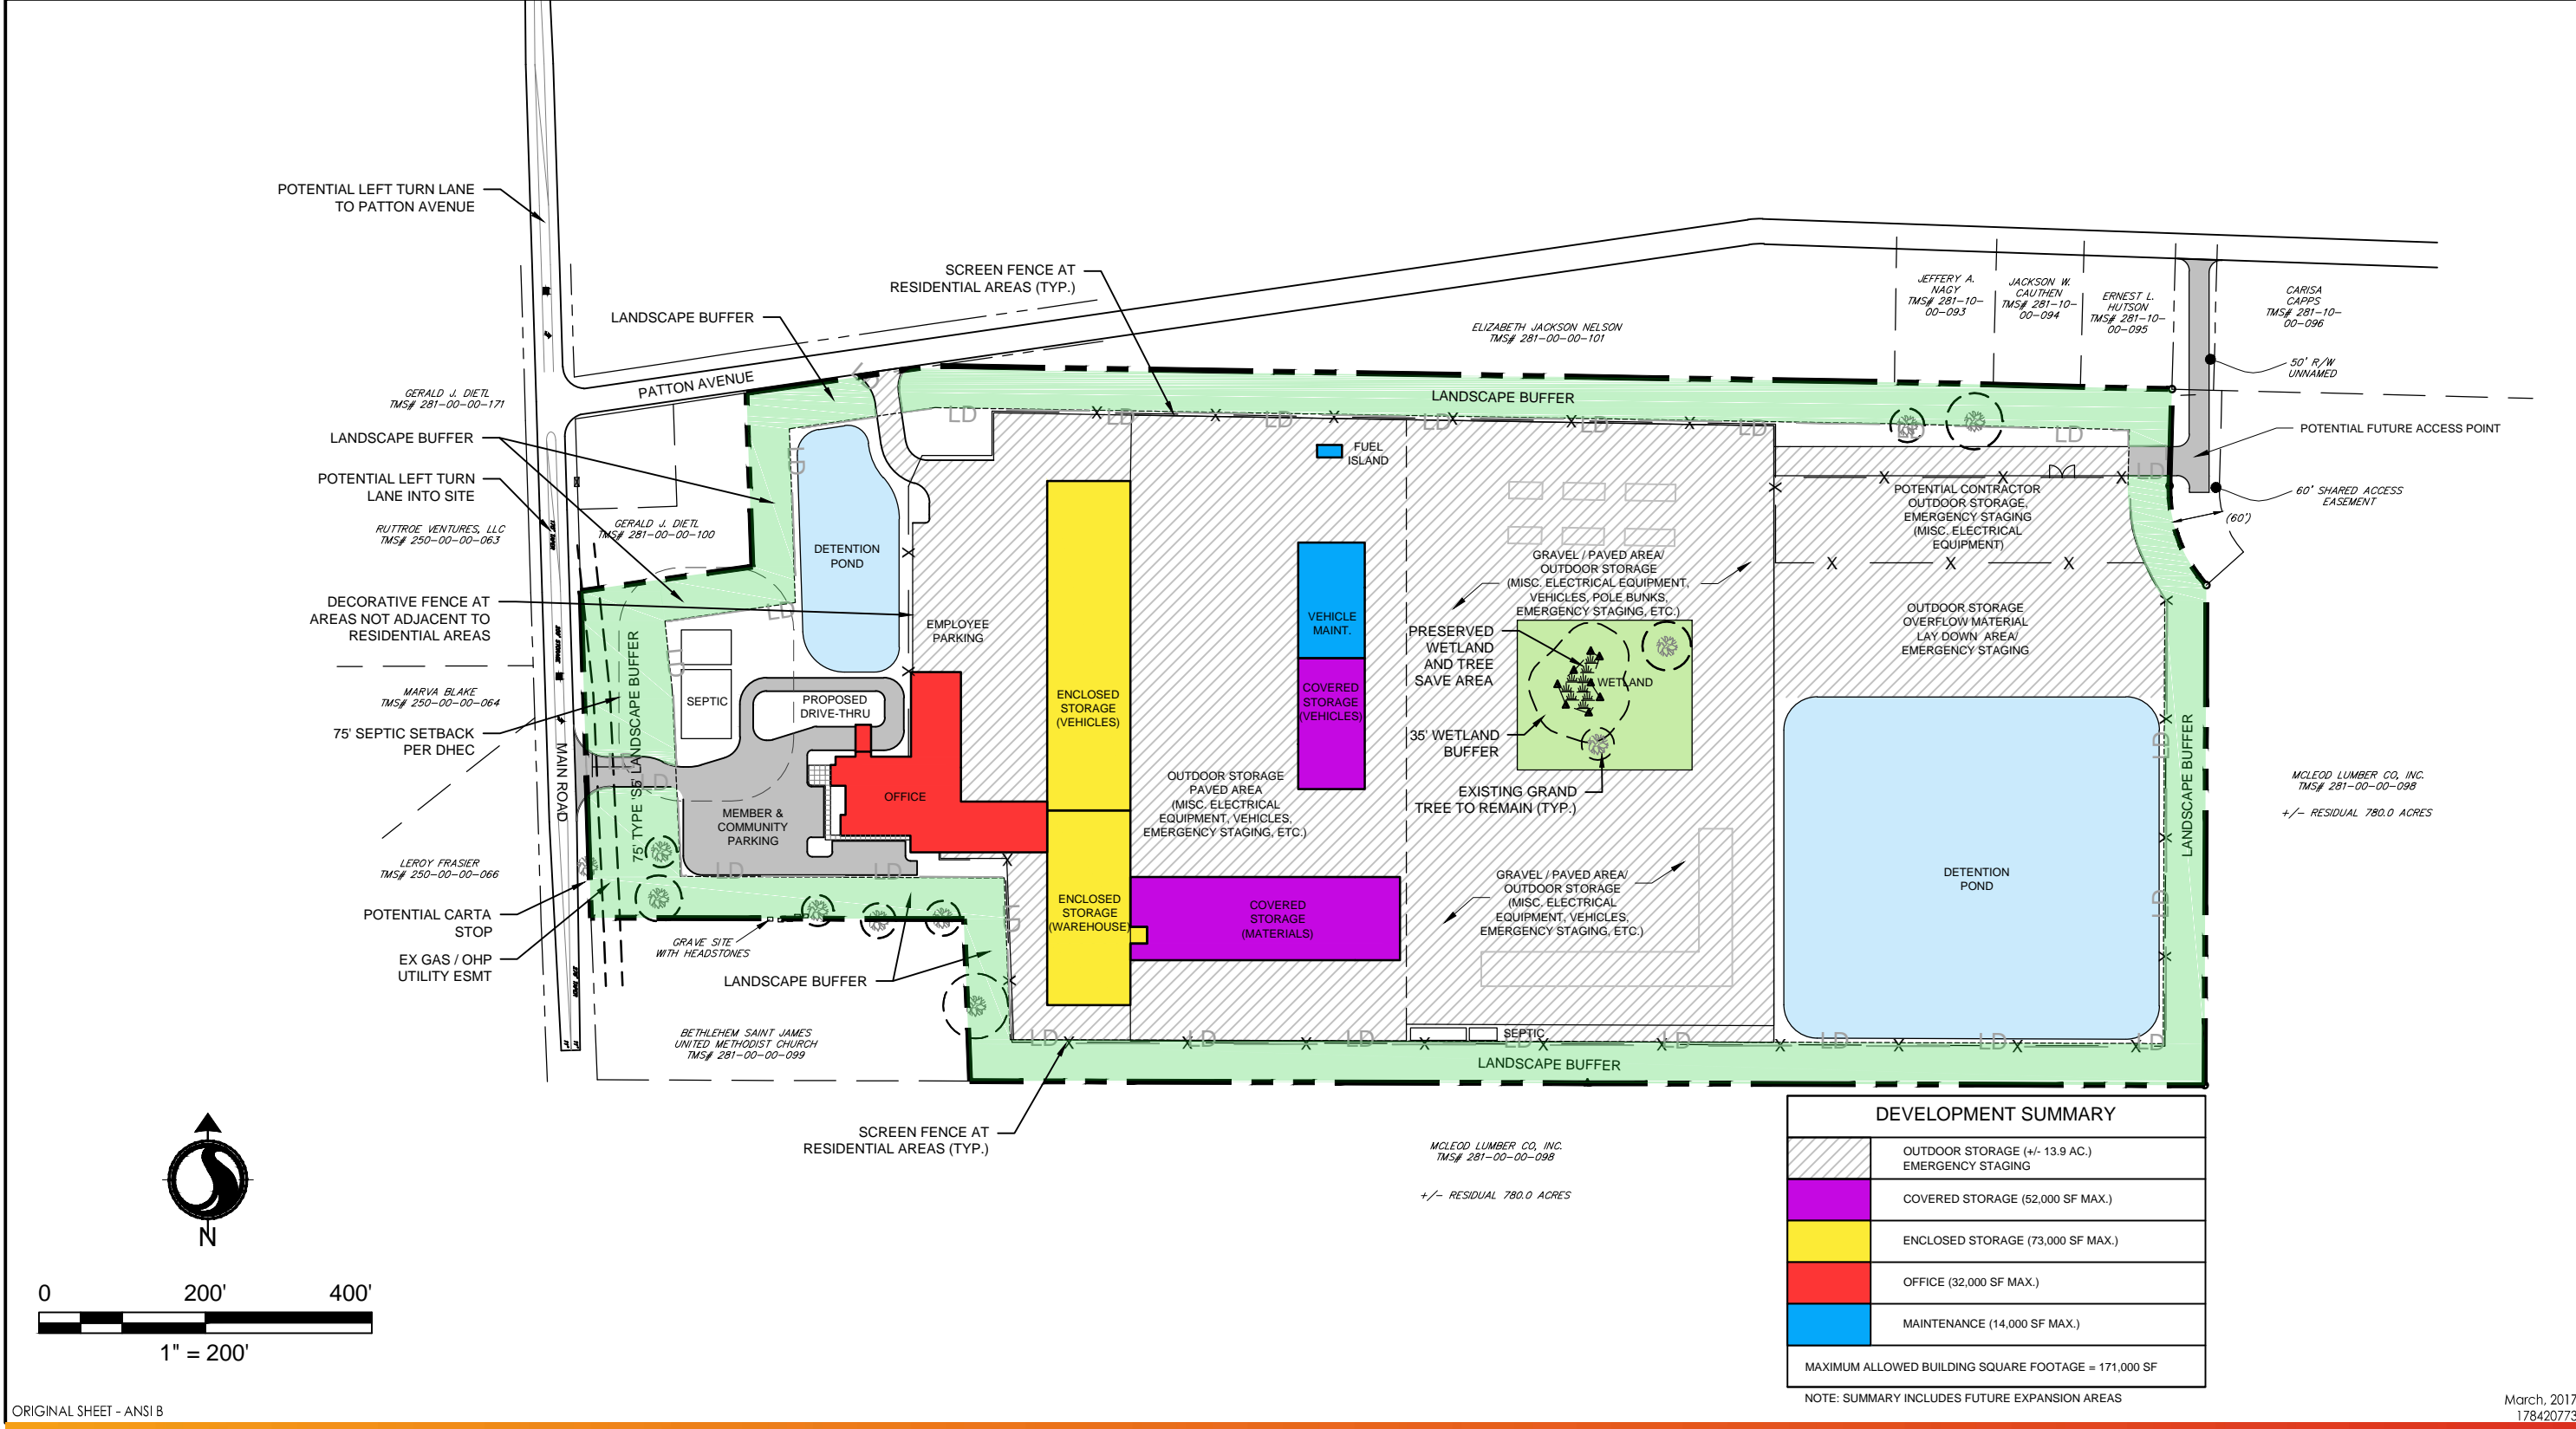 POTENTIAL LEFT TURN LANE
TO PATTON AVENUE
SCREEN FENCE AT
RESIDENTIAL AREAS (TYP.)
LANDSCAPE BUFFER
ELIZABETH JACKSON NELSON
TMS# 281-00-00-101
JEFFERY A.
NAGY
TMS# 281-10-
00-093
JACKSON W.
CAUTHEN
TMS# 281-10-
00-094
ERNEST L.
HUTSON
TMS# 281-10-
00-095
CARISA
CAPPS
TMS# 281-10-
00-096
50' R/W
UNNAMED
PATTON AVENUE
GERALD J. DIETL
TMS# 281-00-00-171
LANDSCAPE BUFFER
LANDSCAPE BUFFER
POTENTIAL FUTURE ACCESS POINT
POTENTIAL LEFT TURN
LANE INTO SITE
RUTTROE VENTURES, LLC
TMS# 250-00-00-063
GERALD J. DIETL
TMS# 281-00-00-100
FUEL
ISLAND
60' SHARED ACCESS
EASEMENT
(60')
POTENTIAL CONTRACTOR
OUTDOOR STORAGE,
EMERGENCY STAGING
(MISC. ELECTRICAL
EQUIPMENT)
DETENTION
POND
GRAVEL / PAVED AREA/
OUTDOOR STORAGE
(MISC. ELECTRICAL EQUIPMENT,
VEHICLES, POLE BUNKS,
EMERGENCY STAGING, ETC.)
DECORATIVE FENCE AT
AREAS NOT ADJACENT TO
RESIDENTIAL AREAS
EMPLOYEE
PARKING
VEHICLE
MAINT.
OUTDOOR STORAGE
OVERFLOW MATERIAL
LAY DOWN AREA/
EMERGENCY STAGING
PRESERVED
WETLAND
AND TREE
SAVE AREA
WETLAND
MARVA BLAKE
TMS# 250-00-00-064
75' SEPTIC SETBACK
PER DHEC
MAIN ROAD
75' TYPE 'S5' LANDSCAPE BUFFER
SEPTIC
PROPOSED
DRIVE-THRU
ENCLOSED
STORAGE
(VEHICLES)
COVERED
STORAGE
(VEHICLES)
35' WETLAND
BUFFER
OFFICE
OUTDOOR STORAGE
PAVED AREA
(MISC. ELECTRICAL
EQUIPMENT, VEHICLES,
EMERGENCY STAGING, ETC.)
EXISTING GRAND
TREE TO REMAIN (TYP.)
LANDSCAPE BUFFER
MCLEOD LUMBER CO, INC.
TMS# 281-00-00-098
+/- RESIDUAL 780.0 ACRES
MEMBER &
COMMUNITY
PARKING
LEROY FRASIER
TMS# 250-00-00-066
POTENTIAL CARTA
STOP
EX GAS / OHP
UTILITY ESMT
GRAVE SITE
WITH HEADSTONES
LANDSCAPE BUFFER
ENCLOSED
STORAGE
(WAREHOUSE)
COVERED
STORAGE
(MATERIALS)
GRAVEL / PAVED AREA/
OUTDOOR STORAGE
(MISC. ELECTRICAL
EQUIPMENT, VEHICLES,
EMERGENCY STAGING, ETC.)
DETENTION
POND
BETHLEHEM SAINT JAMES
UNITED METHODIST CHURCH
TMS# 281-00-00-099
SEPTIC
LANDSCAPE BUFFER
SCREEN FENCE AT
RESIDENTIAL AREAS (TYP.)
MCLEOD LUMBER CO, INC.
TMS# 281-00-00-098
+/- RESIDUAL 780.0 ACRES
DEVELOPMENT SUMMARY
OUTDOOR STORAGE (+/- 13.9 AC.)
EMERGENCY STAGING
COVERED STORAGE (52,000 SF MAX.)
ENCLOSED STORAGE (73,000 SF MAX.)
OFFICE (32,000 SF MAX.)
MAINTENANCE (14,000 SF MAX.)
MAXIMUM ALLOWED BUILDING SQUARE FOOTAGE = 171,000 SF
NOTE: SUMMARY INCLUDES FUTURE EXPANSION AREAS
N
0 200' 400'
1" = 200'
ORIGINAL SHEET - ANSI B
March, 2017
178420773